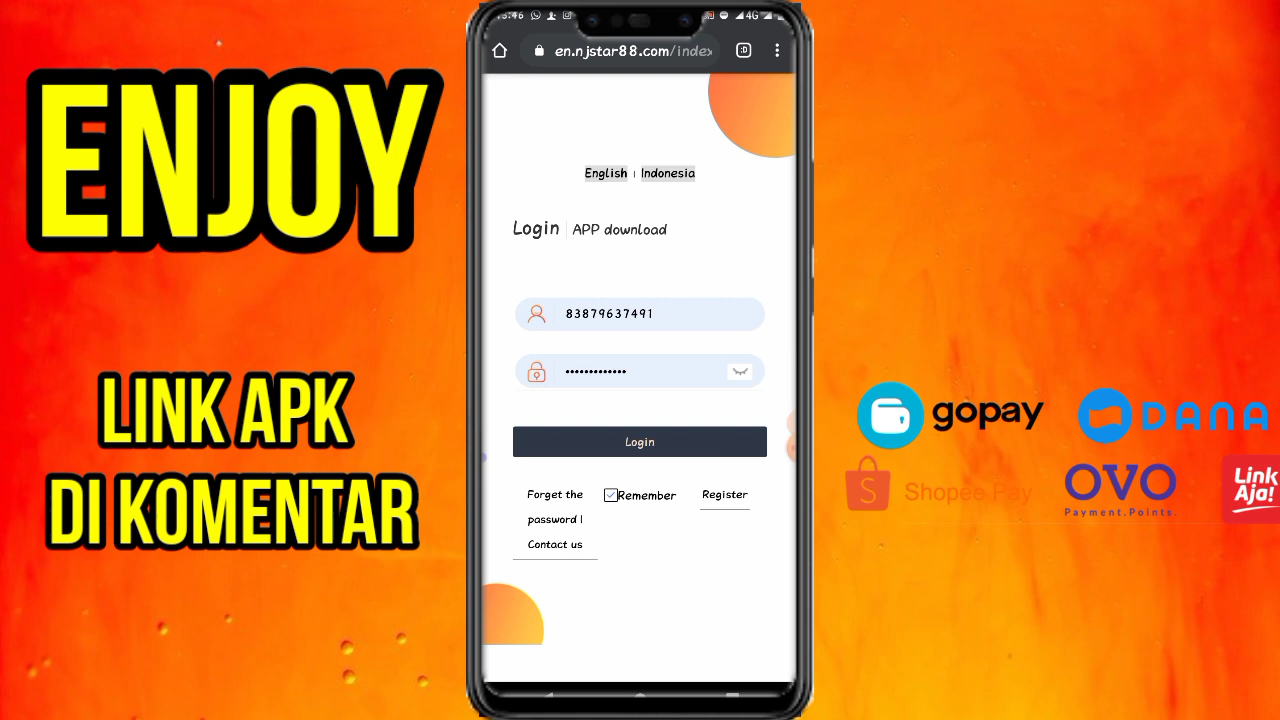 ENJOY
LINK APK
DI KOMENTAR
4G
en.njstar88.com/index
:D
English | Indonesia
Login | APP download
83879637491
Login
Forget the
password |
Contact us
Remember
Register
gopay
DANA
S Shopee Pay
OVO
Payment.Points.
Link
Aja!